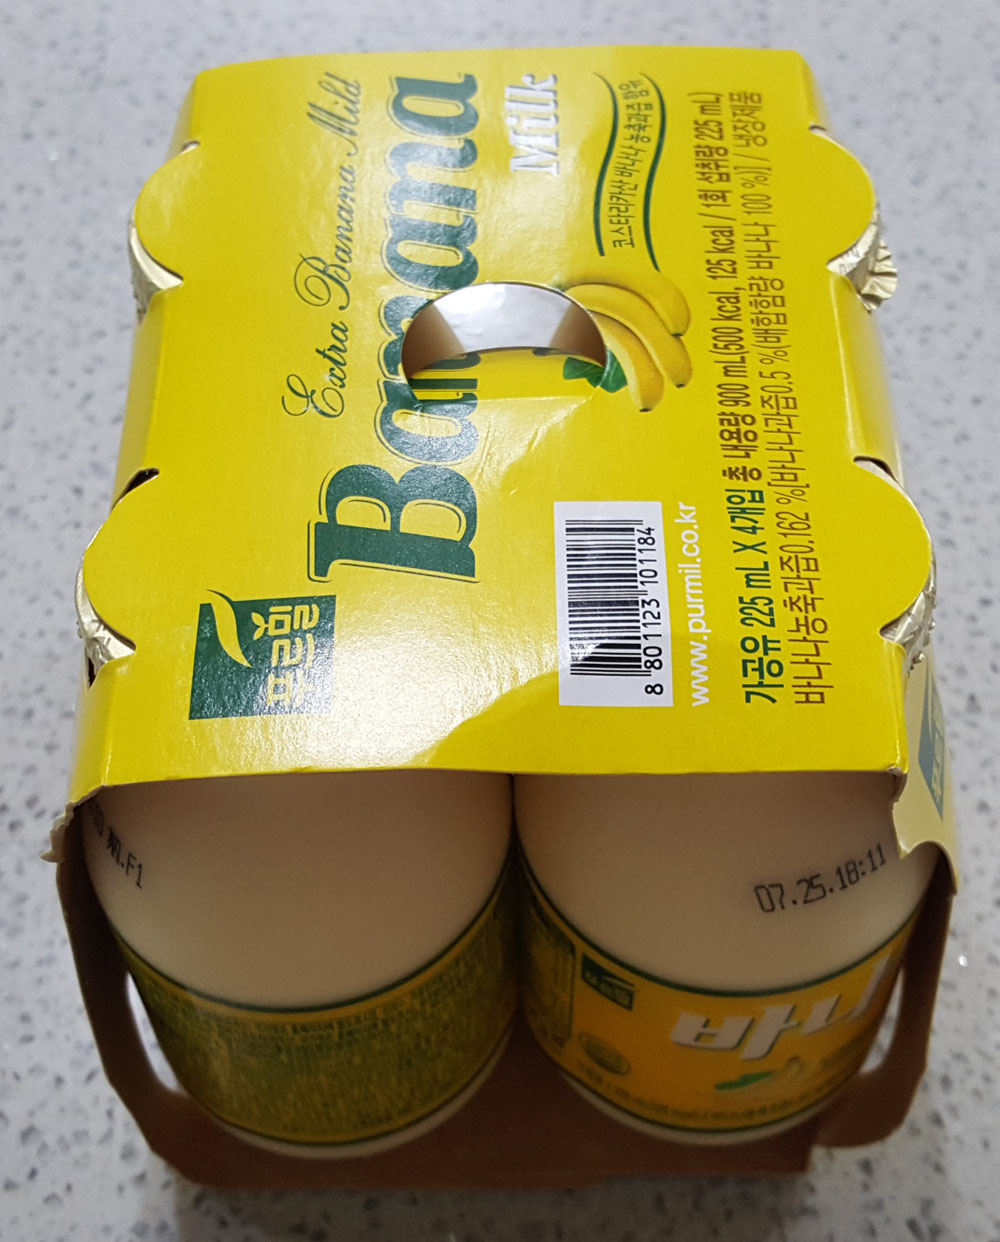 푸르밀
Extra Banana Mild
Banana
Milk
코스타리카산 바나나 농축과즙 함유
8 801123 101184
www.purmil.co.kr
가공유 225 mL X 4개입 총 내용량 900 mL(500 kcal, 125 kcal / 1회 섭취량 225 mL)
바나나농축과즙0.162 %[바나나과즙0.5 %(배합함량 바나나 100 %)] / 냉장제품
.F1
07.25.18:11
푸르밀
바나